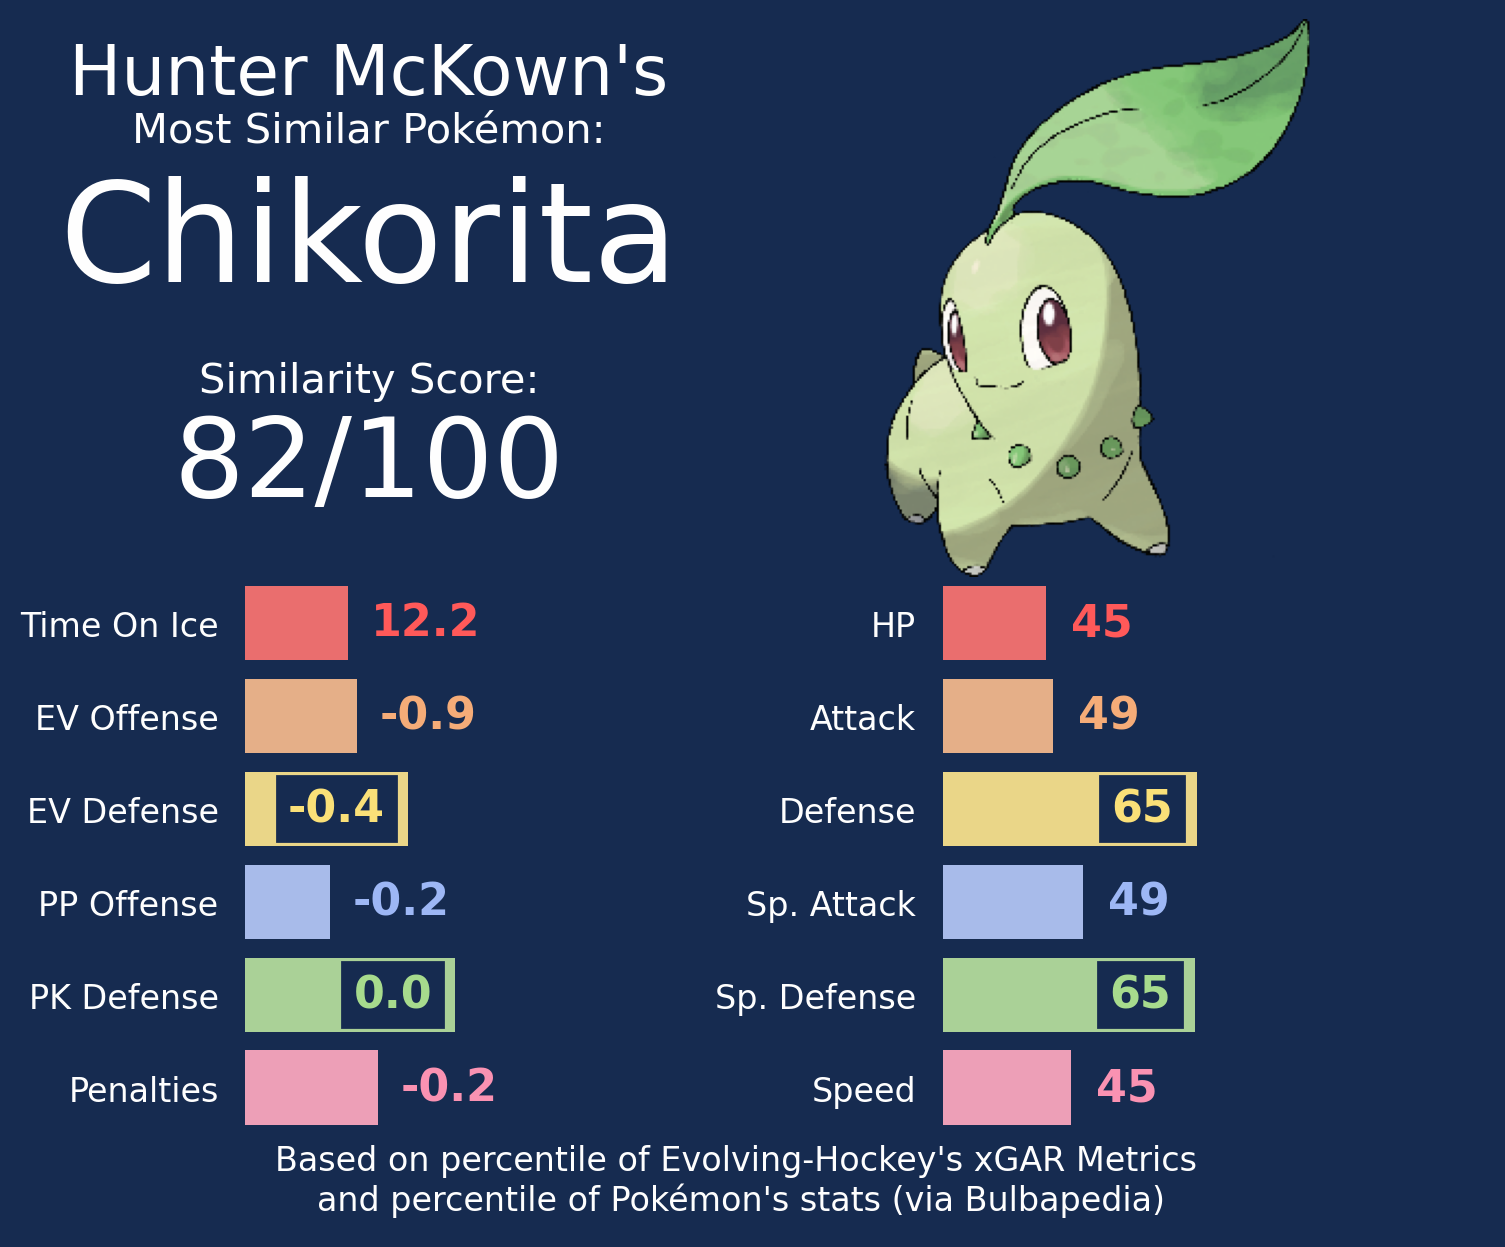 Hunter McKown's
Most Similar Pokémon:
Chikorita
Similarity Score:
82/100
Time On Ice 12.2
EV Offense -0.9
EV Defense -0.4
PP Offense -0.2
PK Defense 0.0
Penalties -0.2
HP 45
Attack 49
Defense 65
Sp. Attack 49
Sp. Defense 65
Speed 45
Based on percentile of Evolving-Hockey's xGAR Metrics
and percentile of Pokémon's stats (via Bulbapedia)